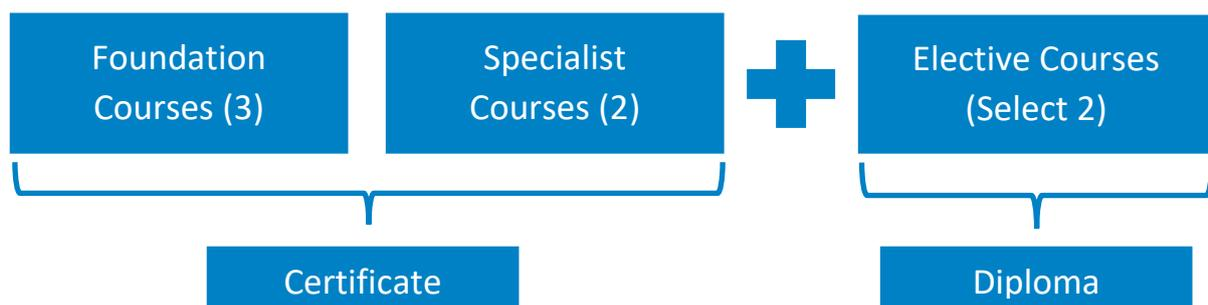 Foundation
Courses (3)
Specialist
Courses (2)
Elective Courses
(Select 2)
Certificate
Diploma